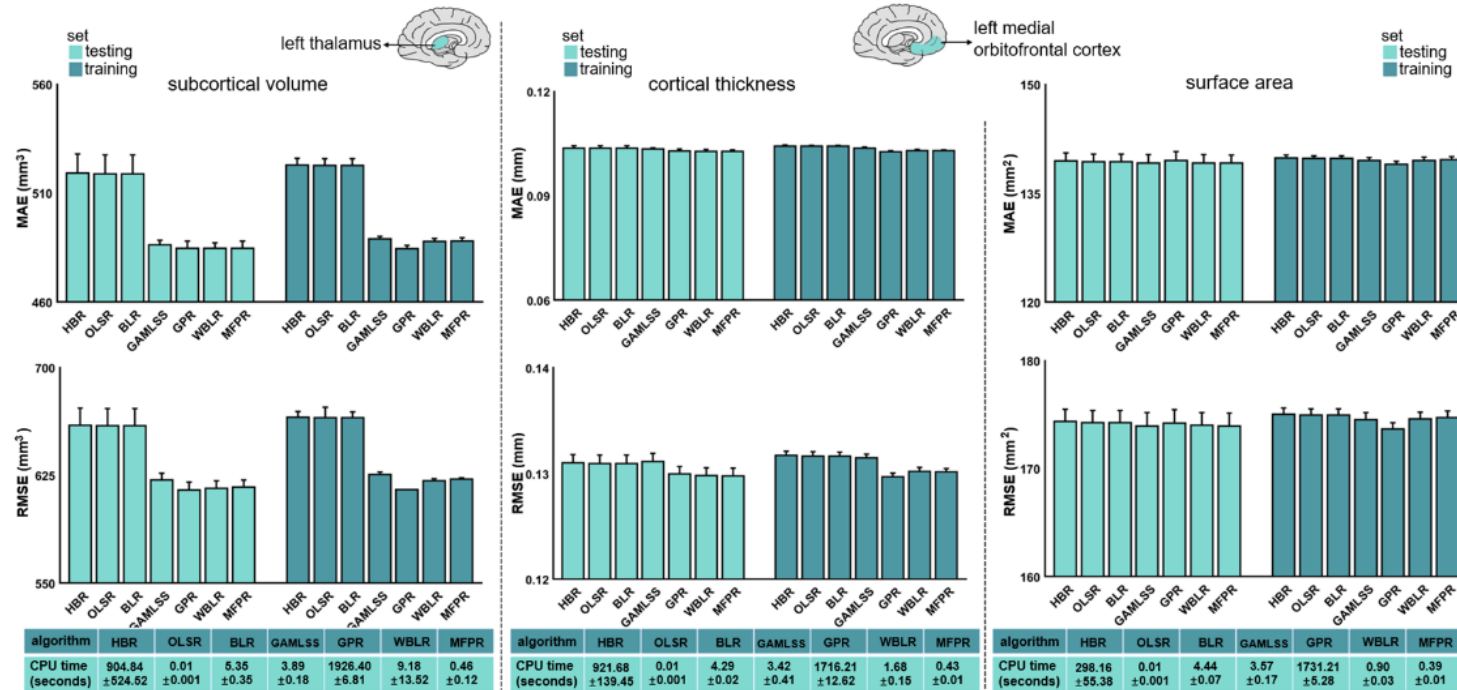 left thalamus
set
testing
training
subcortical volume
560
510
460
MAE (mm³)
HBR OLSR BLR GAMLSS GPR WBLR MFPR
HBR OLSR BLR GAMLSS GPR WBLR MFPR
700
625
550
RMSE (mm³)
HBR OLSR BLR GAMLSS GPR WBLR MFPR
HBR OLSR BLR GAMLSS GPR WBLR MFPR
algorithm HBR OLSR BLR GAMLSS GPR WBLR MFPR
CPU time 904.84 0.01 5.35 3.89 1926.40 9.18 0.46
(seconds) ±524.52 ±0.001 ±0.35 ±0.18 ±6.81 ±13.52 ±0.12
left medial
orbitofrontal cortex
cortical thickness
0.12
0.09
0.06
MAE (mm)
HBR OLSR BLR GAMLSS GPR WBLR MFPR
HBR OLSR BLR GAMLSS GPR WBLR MFPR
0.14
0.13
0.12
RMSE (mm)
HBR OLSR BLR GAMLSS GPR WBLR MFPR
HBR OLSR BLR GAMLSS GPR WBLR MFPR
algorithm HBR OLSR BLR GAMLSS GPR WBLR MFPR
CPU time 921.68 0.01 4.29 3.42 1716.21 1.68 0.43
(seconds) ±139.45 ±0.001 ±0.02 ±0.41 ±12.62 ±0.15 ±0.01
set
testing
training
surface area
150
135
120
MAE (mm²)
HBR OLSR BLR GAMLSS GPR WBLR MFPR
HBR OLSR BLR GAMLSS GPR WBLR MFPR
180
170
160
RMSE (mm²)
HBR OLSR BLR GAMLSS GPR WBLR MFPR
HBR OLSR BLR GAMLSS GPR WBLR MFPR
algorithm HBR OLSR BLR GAMLSS GPR WBLR MFPR
CPU time 298.16 0.01 4.44 3.57 1731.21 0.90 0.39
(seconds) ±55.38 ±0.001 ±0.07 ±0.17 ±5.28 ±0.03 ±0.01